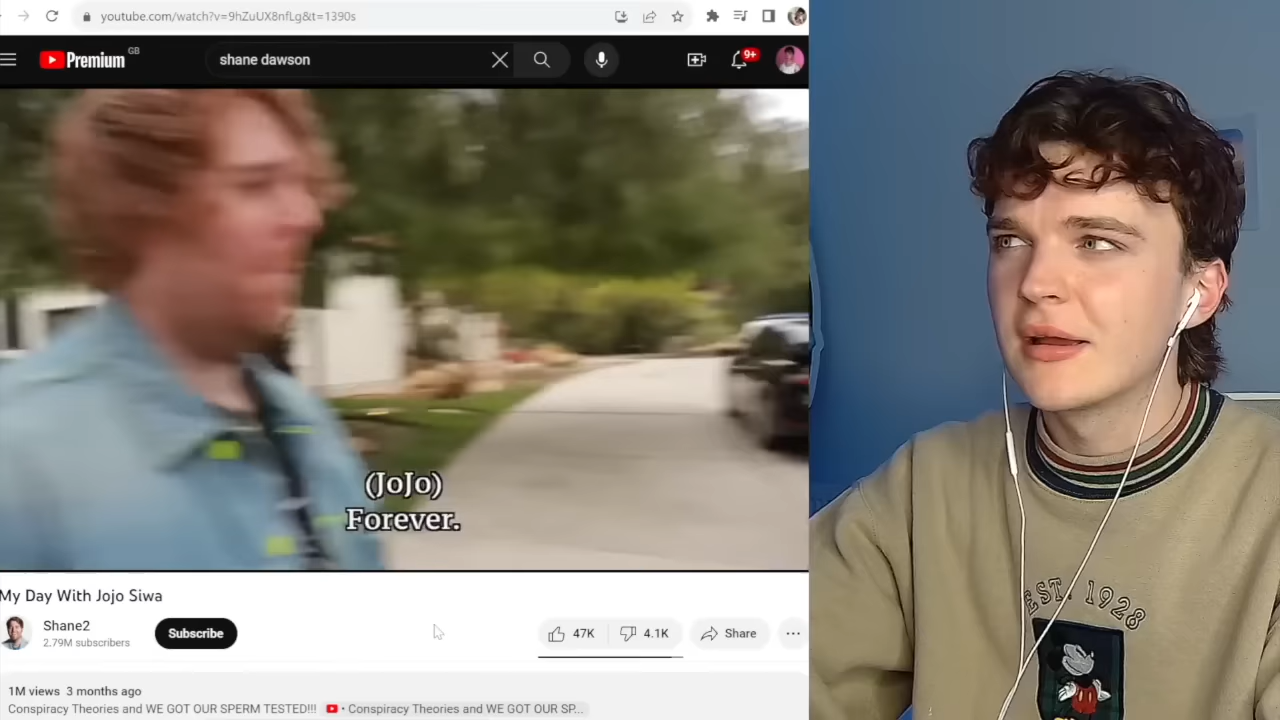 youtube.com/watch?v=9hZuUX8nfLg&t=1390s
Premium GB
shane dawson
9+
(JoJo)
Forever.
My Day With Jojo Siwa
Shane2
2.79M subscribers
Subscribe
47K
4.1K
Share
1M views 3 months ago
Conspiracy Theories and WE GOT OUR SPERM TESTED!!! • Conspiracy Theories and WE GOT OUR SP...
EST. 1928